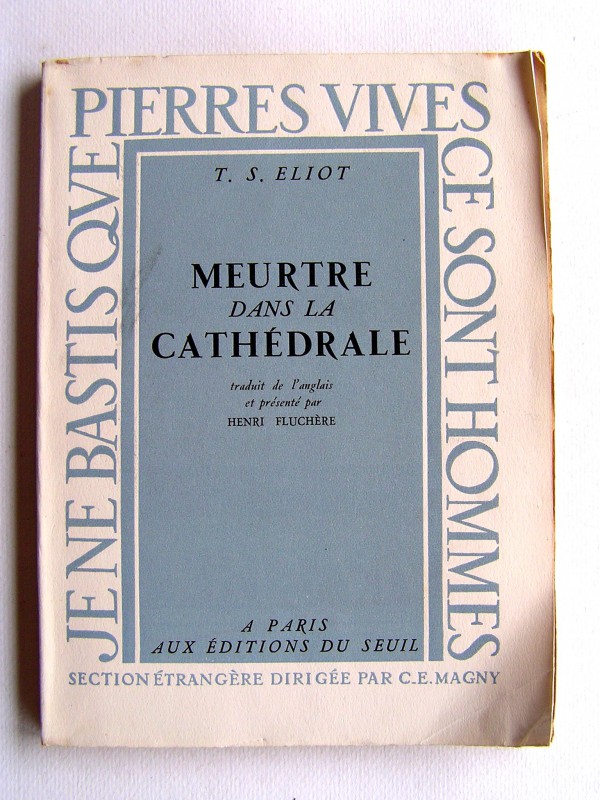 JE NE BASTIS QVE
PIERRES VIVES
CE SONT HOMMES
T. S. ELIOT
MEURTRE
DANS LA
CATHÉDRALE
traduit de l'anglais
et présenté par
HENRI FLUCHÈRE
A PARIS
AUX ÉDITIONS DU SEUIL
SECTION ÉTRANGÈRE DIRIGÉE PAR C.E. MAGNY